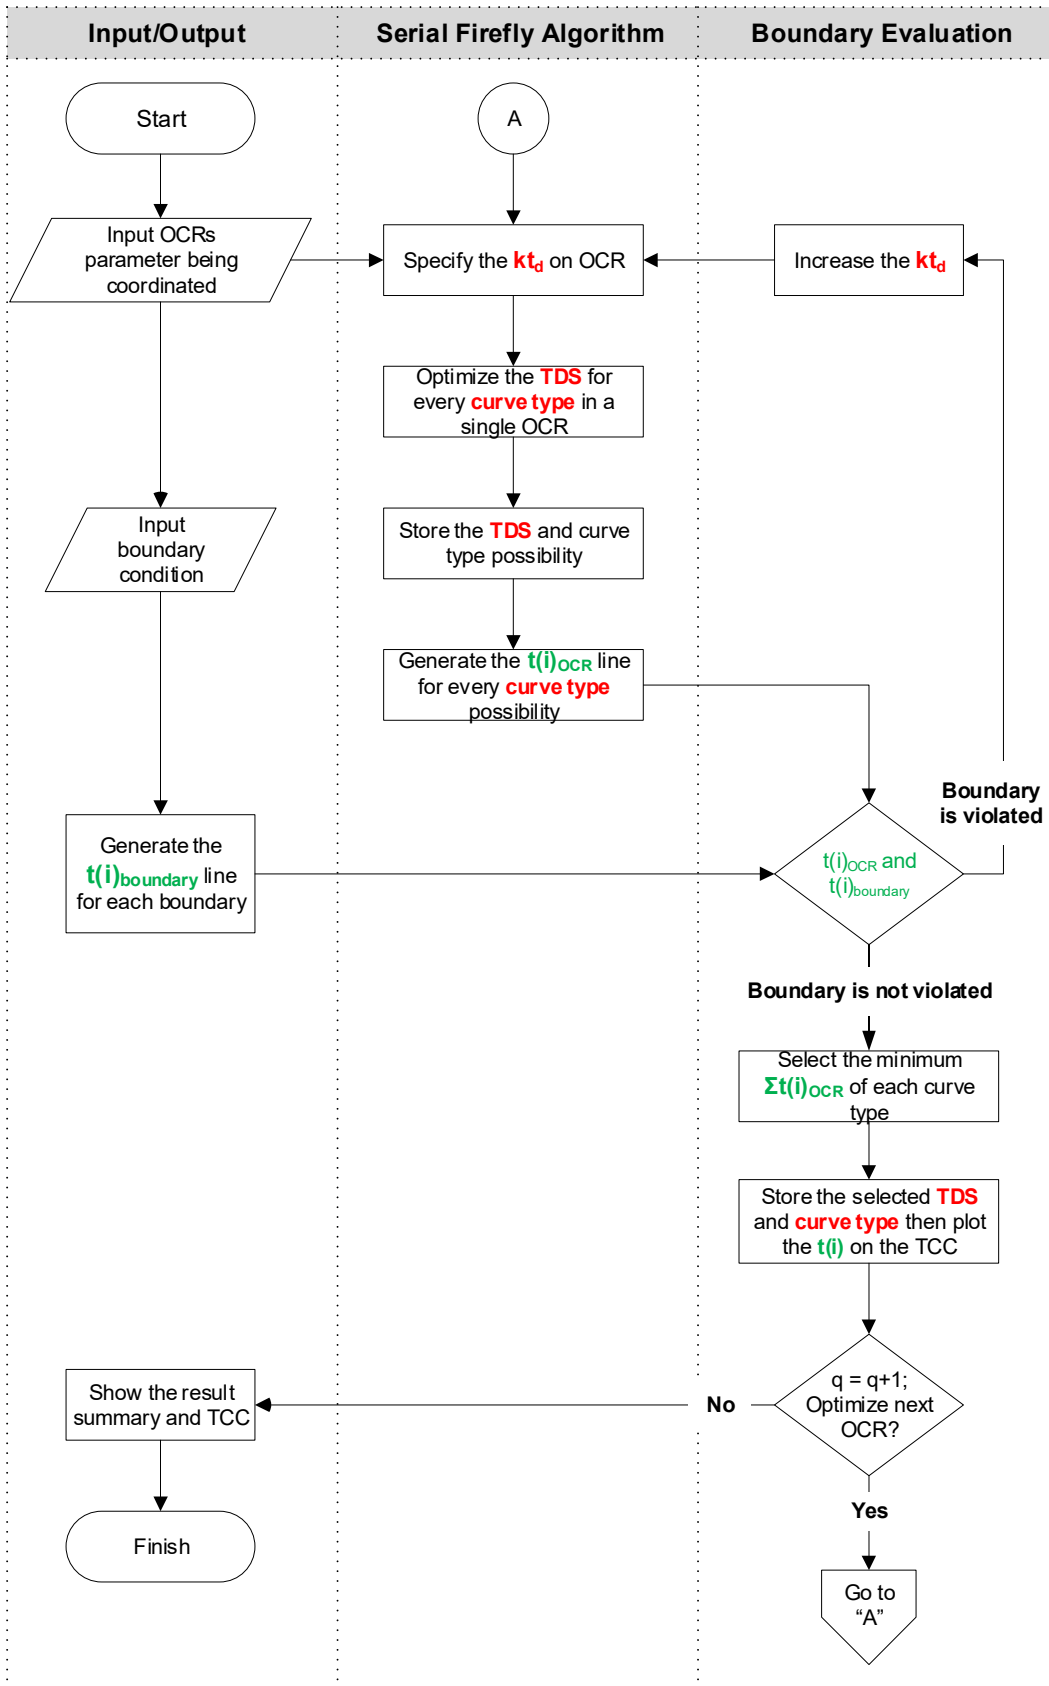 Input/Output
Serial Firefly Algorithm
Boundary Evaluation
Start
A
Input OCRs
parameter being
coordinated
Specify the ktd on OCR
Increase the ktd
Optimize the TDS for
every curve type in a
single OCR
Input
boundary
condition
Store the TDS and curve
type possibility
Generate the t(i)OCR line
for every curve type
possibility
Boundary
is violated
Generate the
t(i)boundary line
for each boundary
t(i)OCR and
t(i)boundary
Boundary is not violated
Select the minimum
Σt(i)OCR of each curve
type
Store the selected TDS
and curve type then plot
the t(i) on the TCC
q = q+1;
Optimize next
OCR?
No
Show the result
summary and TCC
Yes
Finish
Go to
“A”